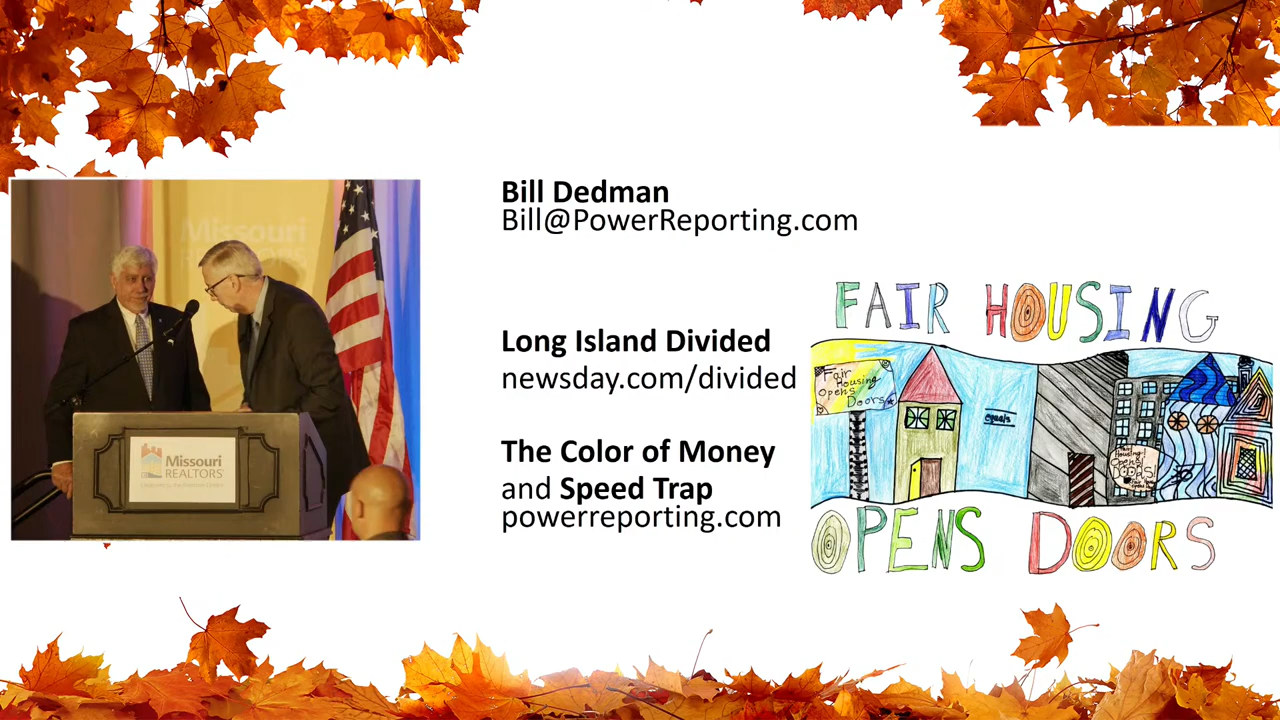 Missouri
Missouri
REALTORS
Bill Dedman
Bill@PowerReporting.com
Long Island Divided
newsday.com/divided
The Color of Money
and Speed Trap
powerreporting.com
FAIR HOUSING
Fair
Housing
Opens
Doors
equals
OPENS DOORS